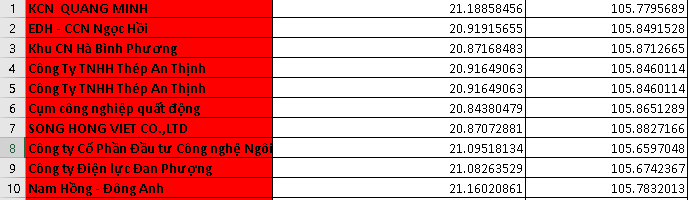 1 KCN QUANG MINH 21.18858456 105.7795689
2 EDH - CCN Ngọc Hồi 20.91915655 105.8491528
3 Khu CN Hà Bình Phương 20.87168483 105.8712665
4 Công Ty TNHH Thép An Thịnh 20.91649063 105.8460114
5 Công Ty TNHH Thép An Thịnh 20.91649063 105.8460114
6 Cụm công nghiệp quất động 20.84380479 105.8651289
7 SONG HONG VIET CO.,LTD 20.87072881 105.8827166
8 Công ty Cổ Phần Đầu tư Công nghệ Ngôi 21.09518134 105.6597048
9 Công ty Điện lực Đan Phượng 21.08263529 105.6742367
10 Nam Hồng - Đông Anh 21.16020861 105.7832013